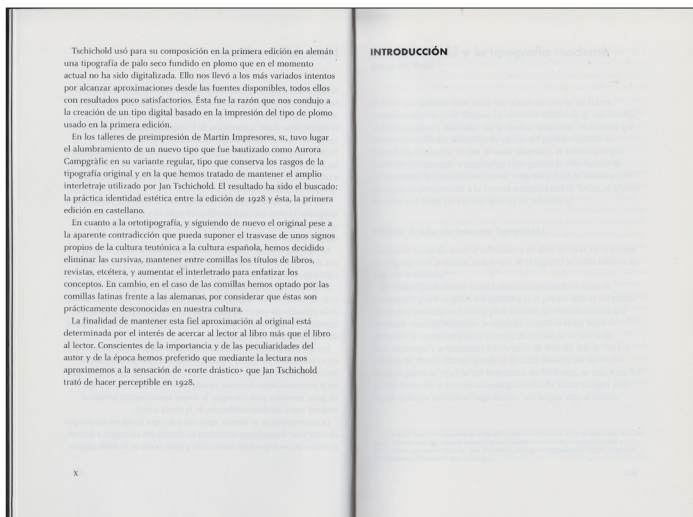 Tschichold usó para su composición en la primera edición en alemán
una tipografía de palo seco fundido en plomo que en el momento
actual no ha sido digitalizada. Ello nos llevó a los más variados intentos
por alcanzar aproximaciones desde las fuentes disponibles, todos ellos
con resultados poco satisfactorios. Ésta fue la razón que nos condujo a
la creación de un tipo digital basado en la impresión del tipo de plomo
usado en la primera edición.
En los talleres de preimpresión de Martín Impresores, SL, tuvo lugar
el alumbramiento de un nuevo tipo que fue bautizado como Aurora
Campgràfic en su variante regular, tipo que conserva los rasgos de la
tipografía original y en la que hemos tratado de mantener el amplio
interletraje utilizado por Jan Tschichold. El resultado ha sido el buscado:
la práctica identidad estética entre la edición de 1928 y ésta, la primera
edición en castellano.
En cuanto a la ortotipografía, y siguiendo de nuevo el original pese a
la aparente contradicción que pueda suponer el trasvase de unos signos
propios de la cultura teutónica a la cultura española, hemos decidido
eliminar las cursivas, mantener entre comillas los títulos de libros,
revistas, etcétera, y aumentar el interletrado para enfatizar los
conceptos. En cambio, en el caso de las comillas hemos optado por las
comillas latinas frente a las alemanas, por considerar que éstas son
prácticamente desconocidas en nuestra cultura.
La finalidad de mantener esta fiel aproximación al original está
determinada por el interés de acercar al lector al libro más que el libro
al lector. Conscientes de la importancia y de las peculiaridades del
autor y de la época hemos preferido que mediante la lectura nos
aproximemos a la sensación de «corte drástico» que Jan Tschichold
trató de hacer perceptible en 1928.
X
INTRODUCCIÓN